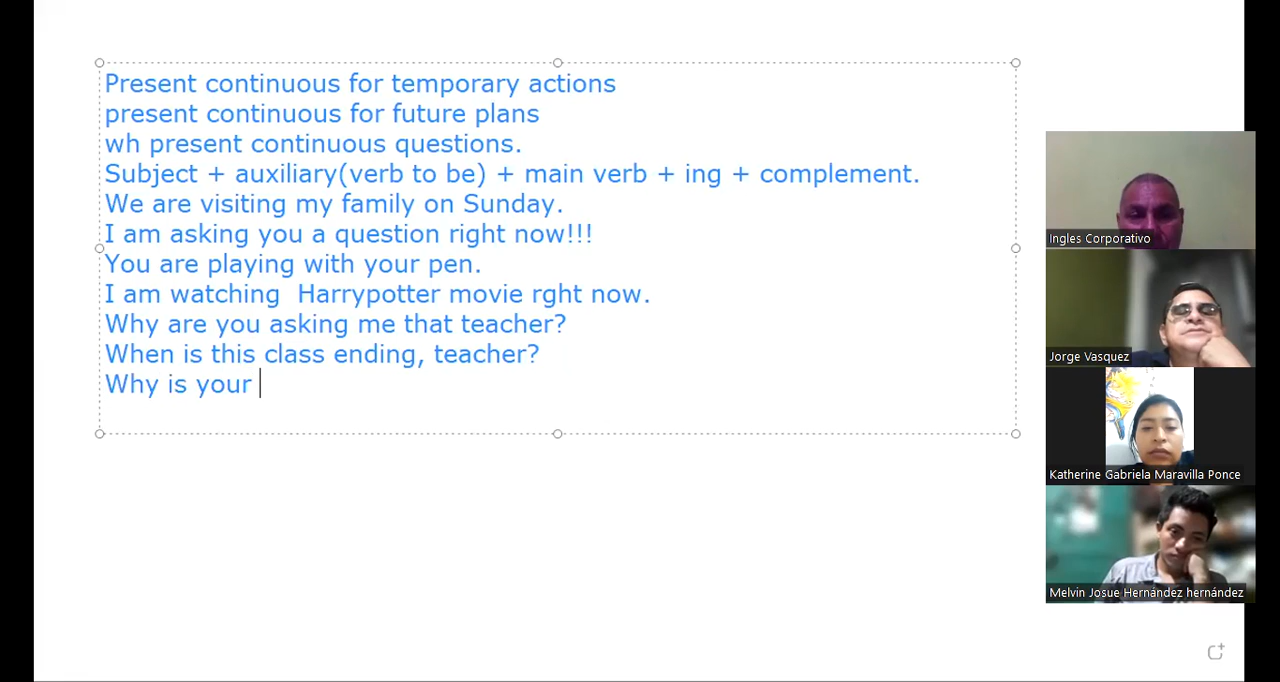 Present continuous for temporary actions
present continuous for future plans
wh present continuous questions.
Subject + auxiliary(verb to be) + main verb + ing + complement.
We are visiting my family on Sunday.
I am asking you a question right now!!!
You are playing with your pen.
I am watching  Harrypotter movie rght now.
Why are you asking me that teacher?
When is this class ending, teacher?
Why is your
Ingles Corporativo
Jorge Vasquez
Katherine Gabriela Maravilla Ponce
Melvin Josue Hernández hernández